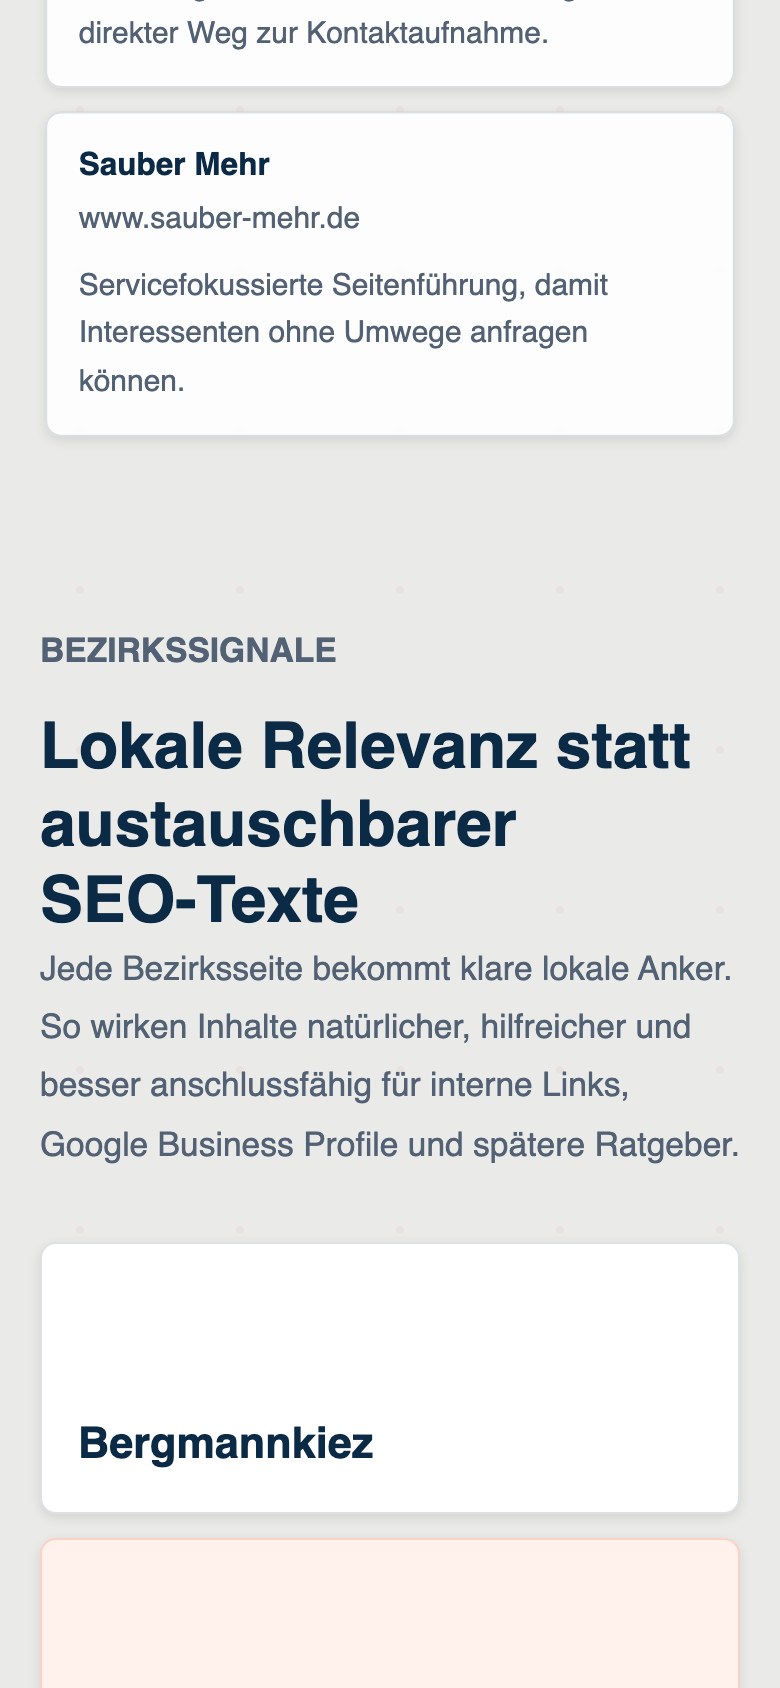 direkter Weg zur Kontaktaufnahme.
Sauber Mehr
www.sauber-mehr.de
Servicefokussierte Seitenführung, damit
Interessenten ohne Umwege anfragen
können.
BEZIRKSSIGNALE
Lokale Relevanz statt
austauschbarer
SEO-Texte
Jede Bezirksseite bekommt klare lokale Anker.
So wirken Inhalte natürlicher, hilfreicher und
besser anschlussfähig für interne Links,
Google Business Profile und spätere Ratgeber.
Bergmannkiez